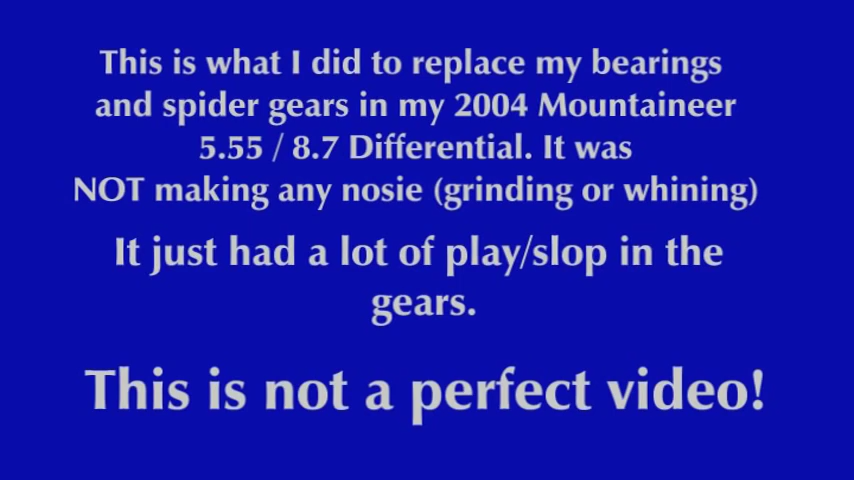 This is what I did to replace my bearings
and spider gears in my 2004 Mountaineer
5.55 / 8.7 Differential. It was
NOT making any nosie (grinding or whining)
It just had a lot of play/slop in the
gears.
This is not a perfect video!